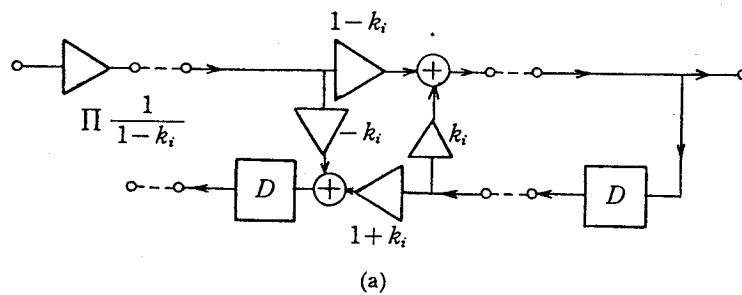 1-k_i
+
∏ 1/(1-k_i)
-k_i
k_i
D
+
D
1+k_i
(a)